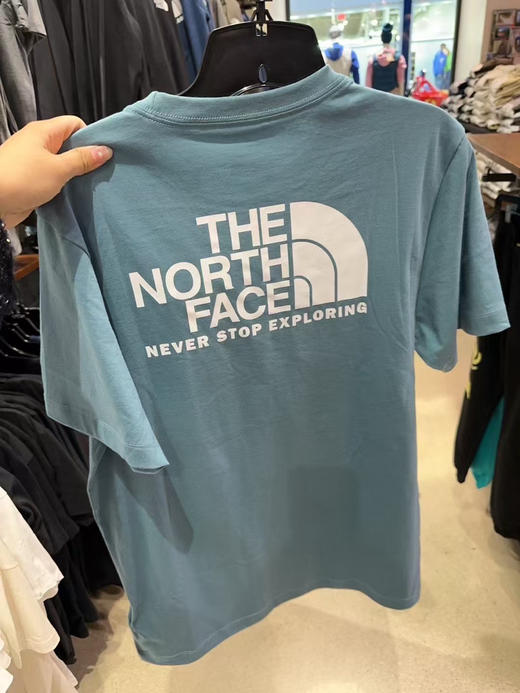 THE
NORTH
FACE
NEVER STOP EXPLORING